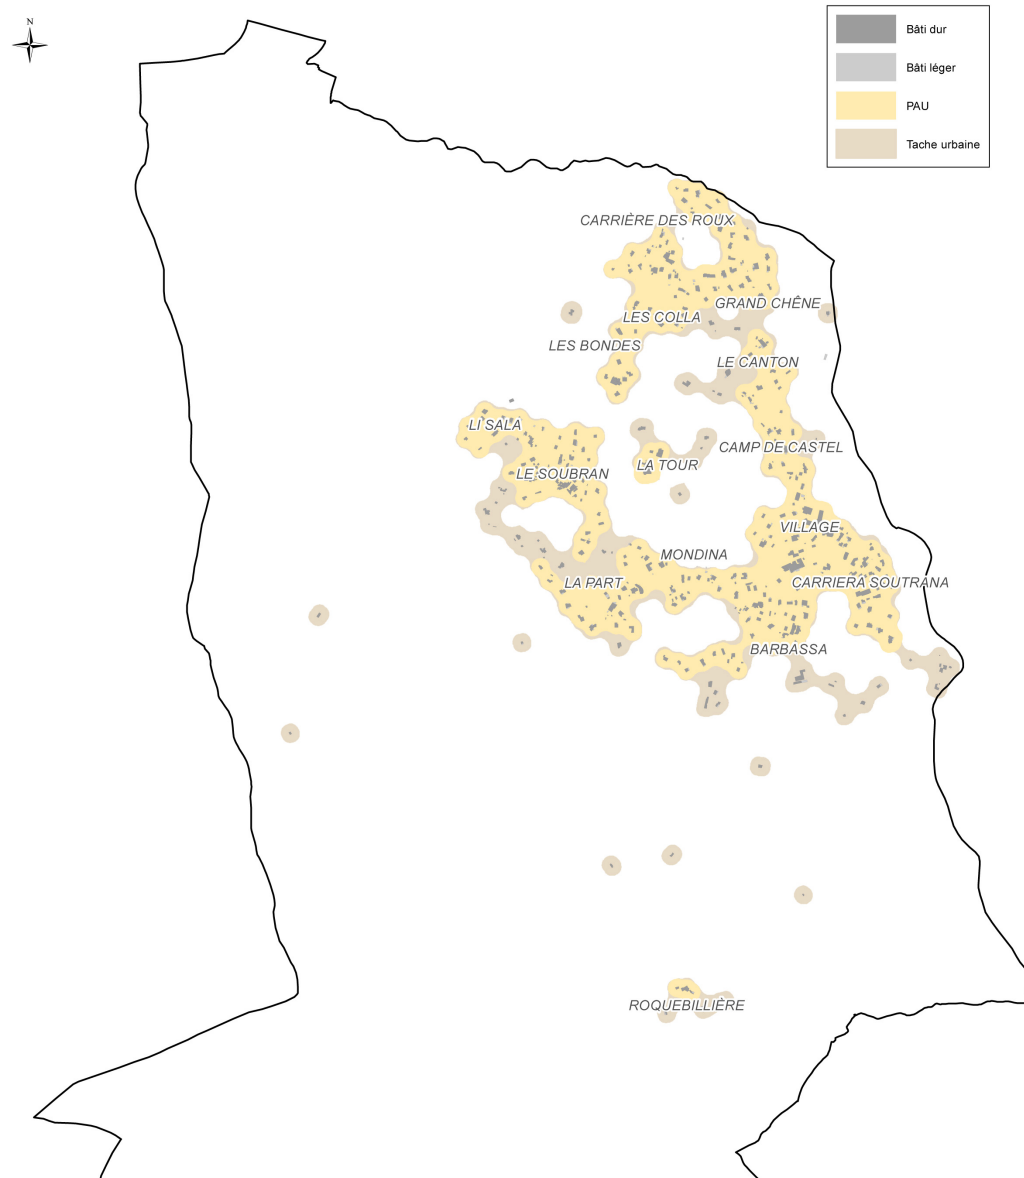 N
Bâti dur
Bâti léger
PAU
Tache urbaine
CARRIÈRE DES ROUX
GRAND CHÊNE
LES COLLA
LES BONDES
LE CANTON
LI SALA
CAMP DE CASTEL
LA TOUR
LE SOUBRAN
VILLAGE
MONDINA
LA PART
CARRIERA SOUTRANA
BARBASSA
ROQUEBILLIÈRE